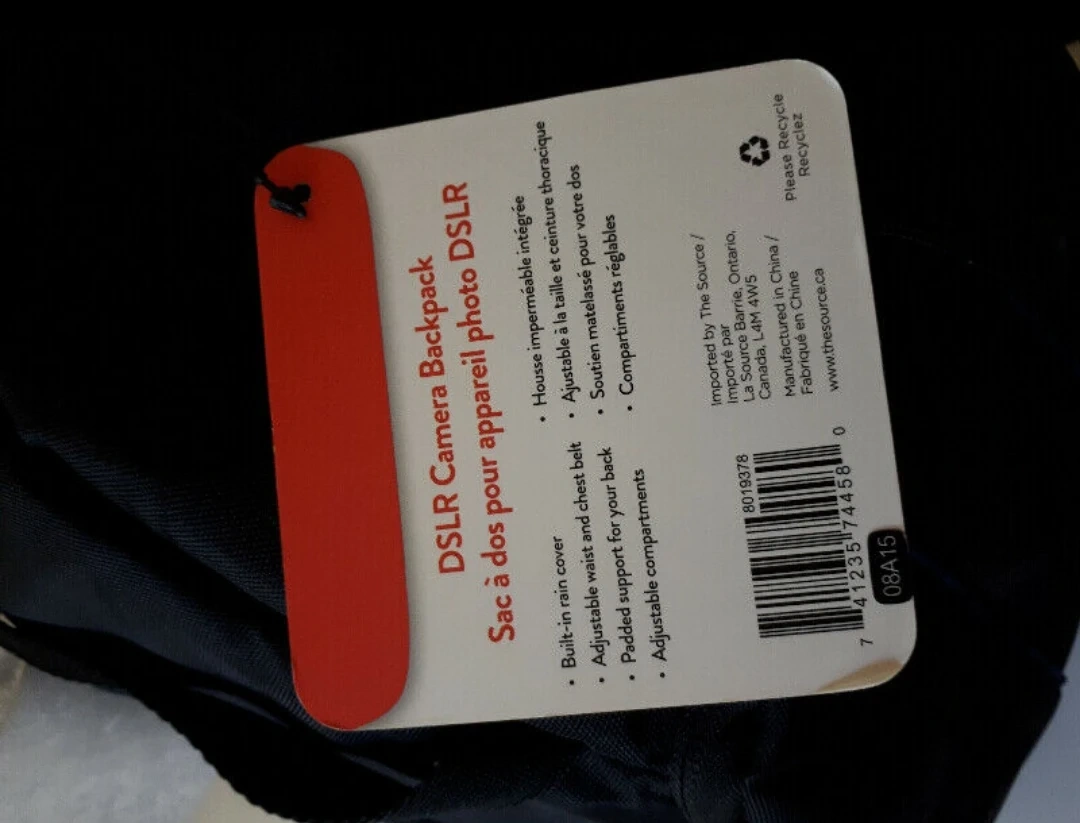 DSLR Camera Backpack
Sac à dos pour appareil photo DSLR
• Built-in rain cover
• Adjustable waist and chest belt
• Padded support for your back
• Adjustable compartments
• Housse imperméable intégrée
• Ajustable à la taille et ceinture thoracique
• Soutien matelassé pour votre dos
• Compartiments réglables
8019378
7 41235 74458 0
08A15
Imported by The Source /
Importé par
La Source Barrie, Ontario,
Canada, L4M 4W5
Manufactured in China /
Fabriqué en Chine
www.thesource.ca
Please Recycle
Recyclez